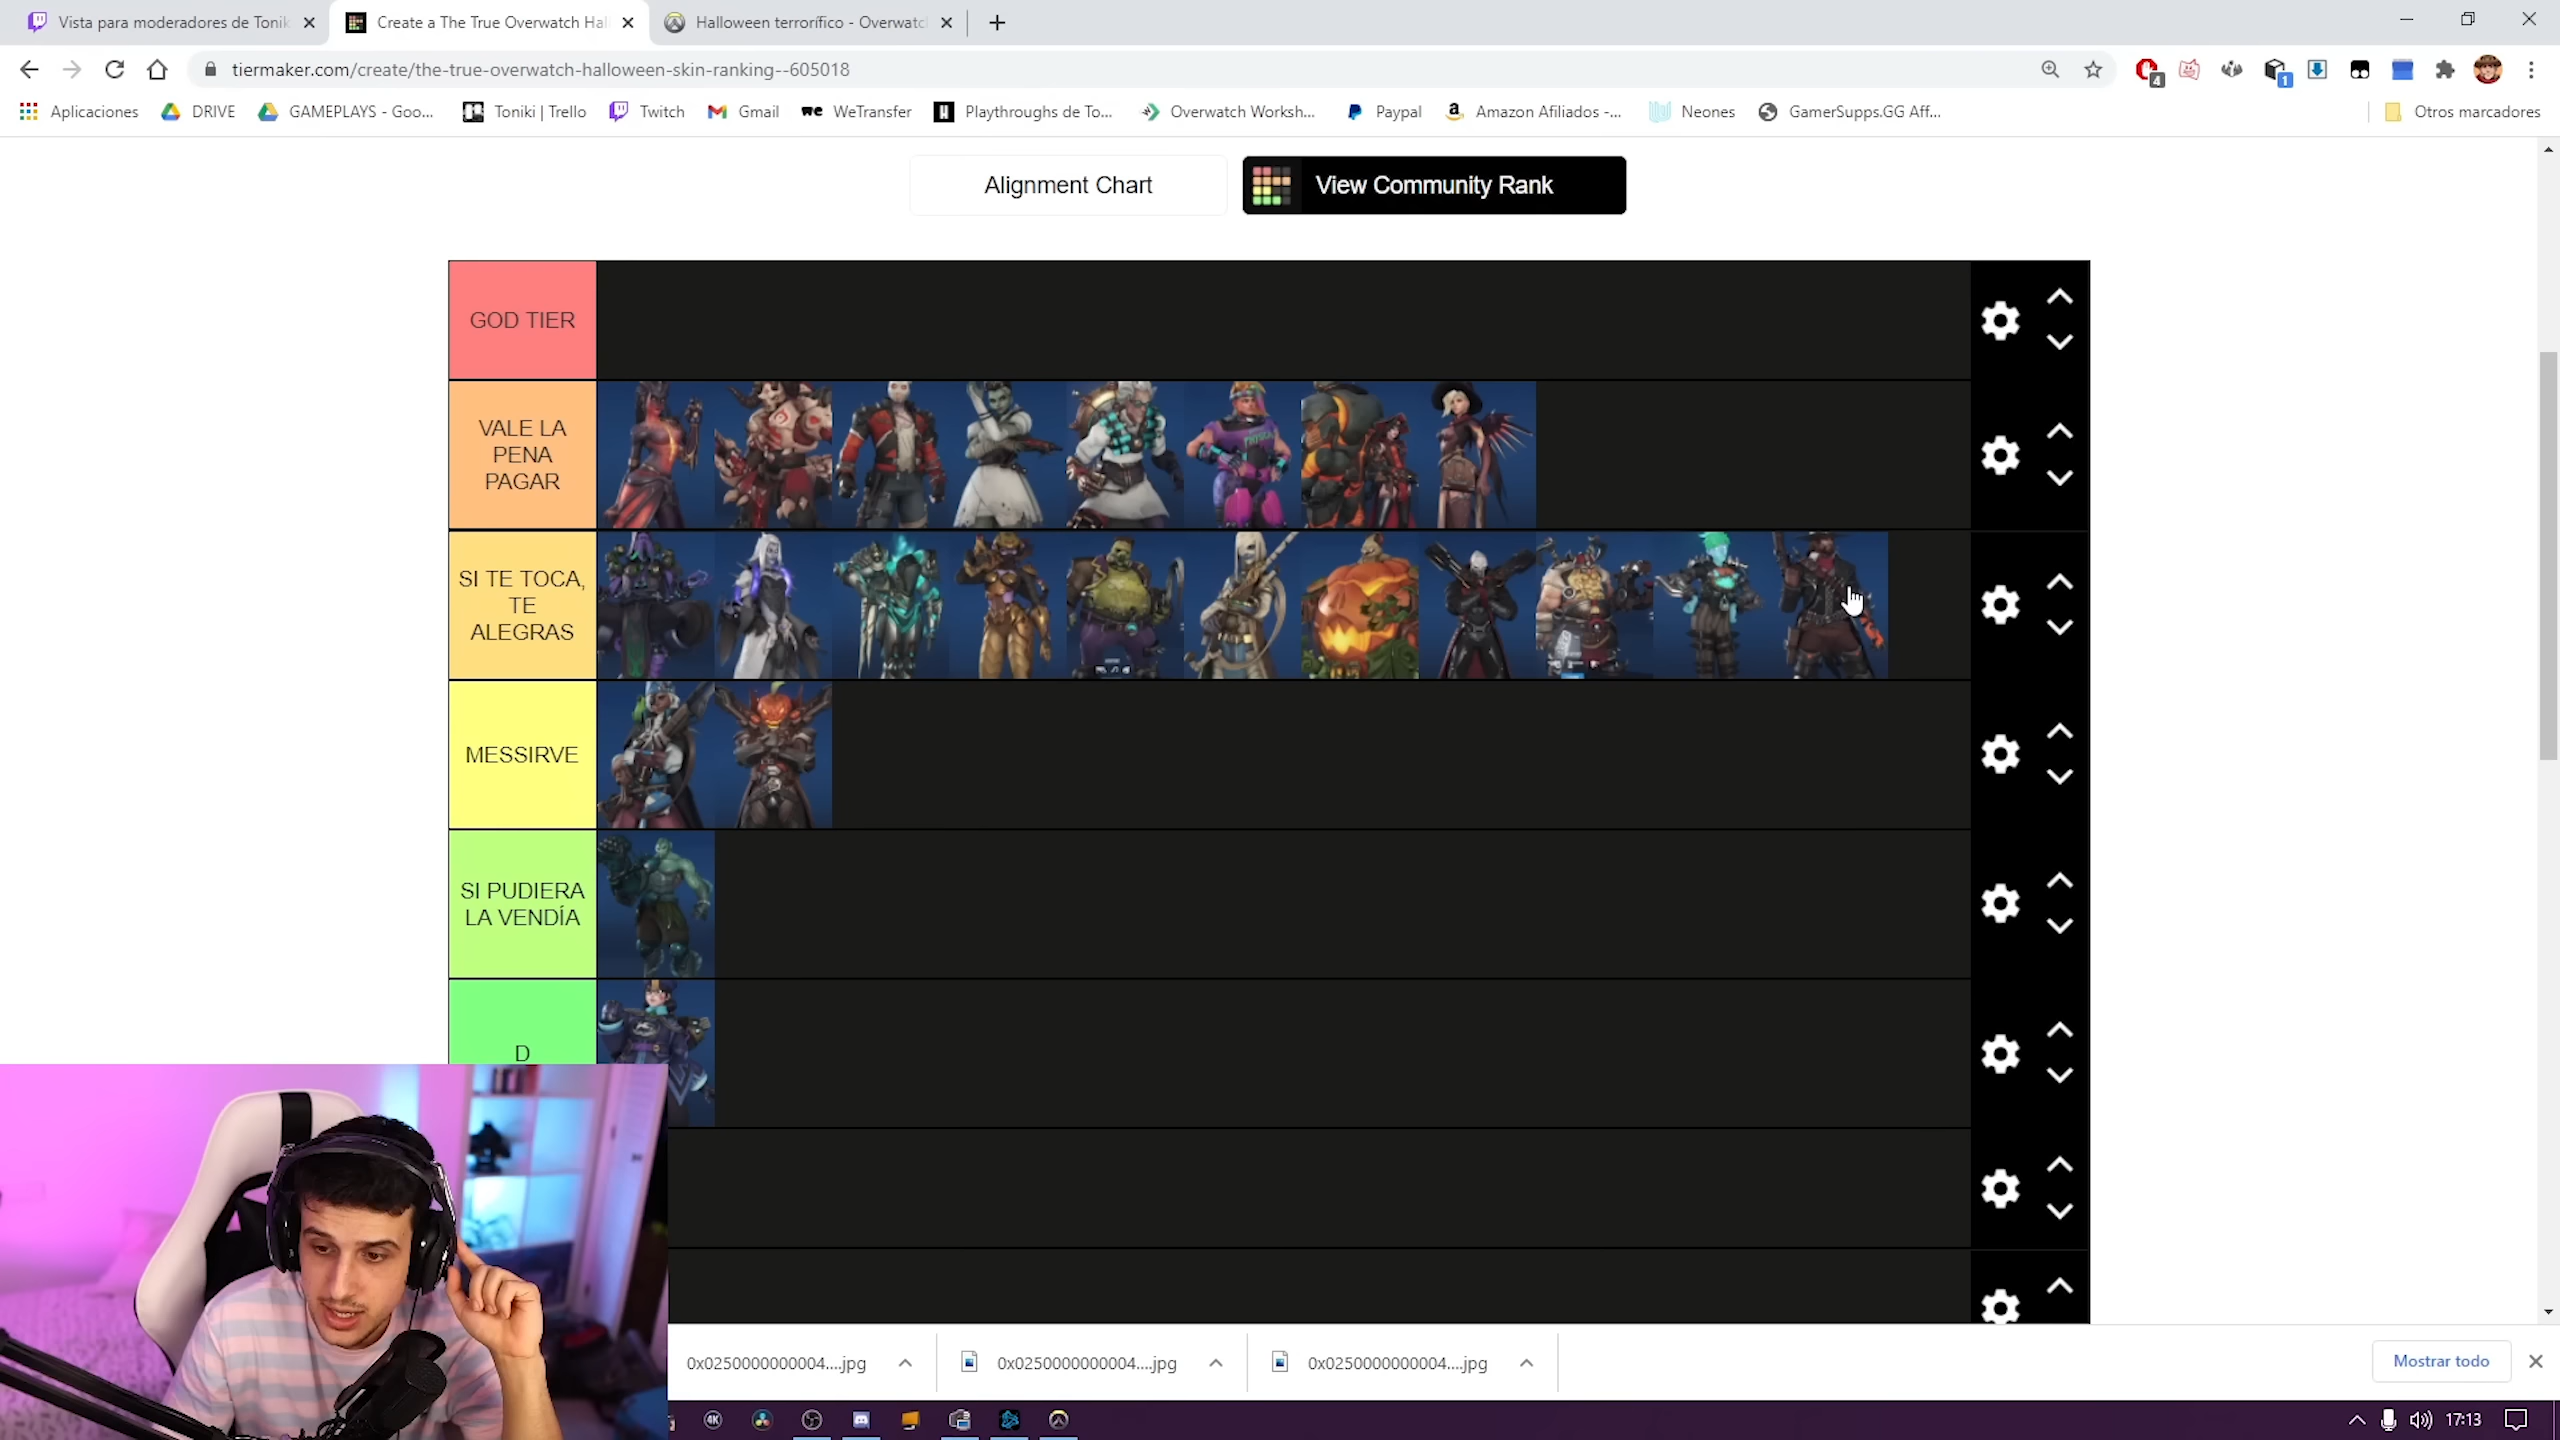 Vista para moderadores de Tonik
Create a The True Overwatch Hal
Halloween terrorífico - Overwatc
tiermaker.com/create/the-true-overwatch-halloween-skin-ranking--605018
4
1
Aplicaciones
DRIVE
GAMEPLAYS - Goo...
Toniki | Trello
Twitch
Gmail
we
WeTransfer
Playthroughs de To...
Overwatch Worksh...
Paypal
Amazon Afiliados -...
Neones
GamerSupps.GG Aff...
Otros marcadores
Alignment Chart
View Community Rank
GOD TIER
VALE LA
PENA
PAGAR
SI TE TOCA,
TE
ALEGRAS
MESSIRVE
SI PUDIERA
LA VENDÍA
D
0x0250000000004....jpg
0x0250000000004....jpg
0x0250000000004....jpg
Mostrar todo
4K
17:13